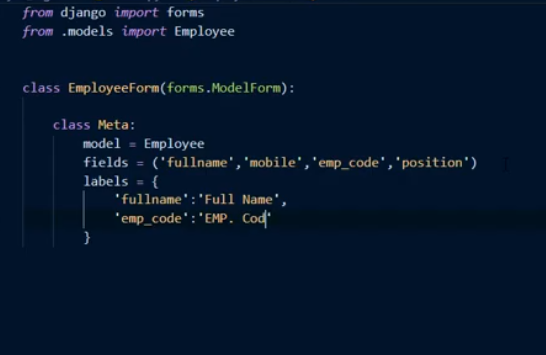 from django import forms
from .models import Employee
class EmployeeForm(forms.ModelForm):
class Meta:
model = Employee
fields = ('fullname','mobile','emp_code','position')
labels = {
'fullname':'Full Name',
'emp_code':'EMP. Cod'
}